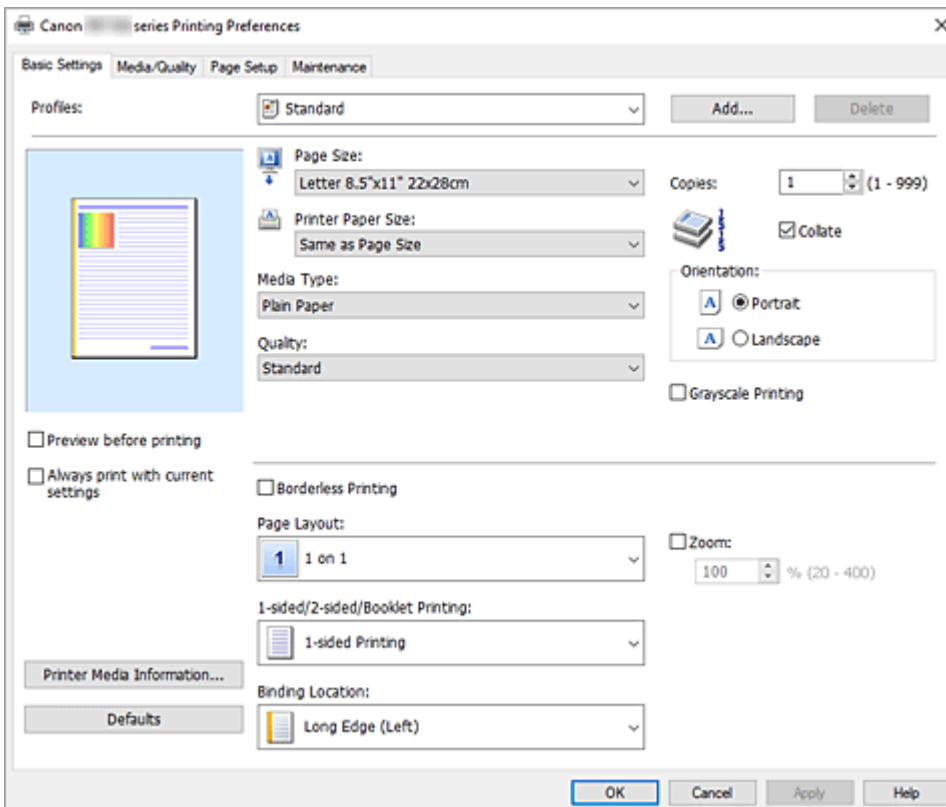 Canon series Printing Preferences
Basic Settings Media/Quality Page Setup Maintenance
Profiles: Standard Add... Delete
Page Size:
Letter 8.5"x11" 22x28cm
Copies: 1 (1 - 999)
Printer Paper Size:
Same as Page Size
Collate
Media Type:
Plain Paper
Orientation:
A Portrait
A Landscape
Quality:
Standard
Grayscale Printing
Preview before printing
Always print with current
settings
Borderless Printing
Page Layout:
1 1 on 1
Zoom:
100 % (20 - 400)
1-sided/2-sided/Booklet Printing:
1-sided Printing
Printer Media Information...
Defaults
Binding Location:
Long Edge (Left)
OK Cancel Apply Help